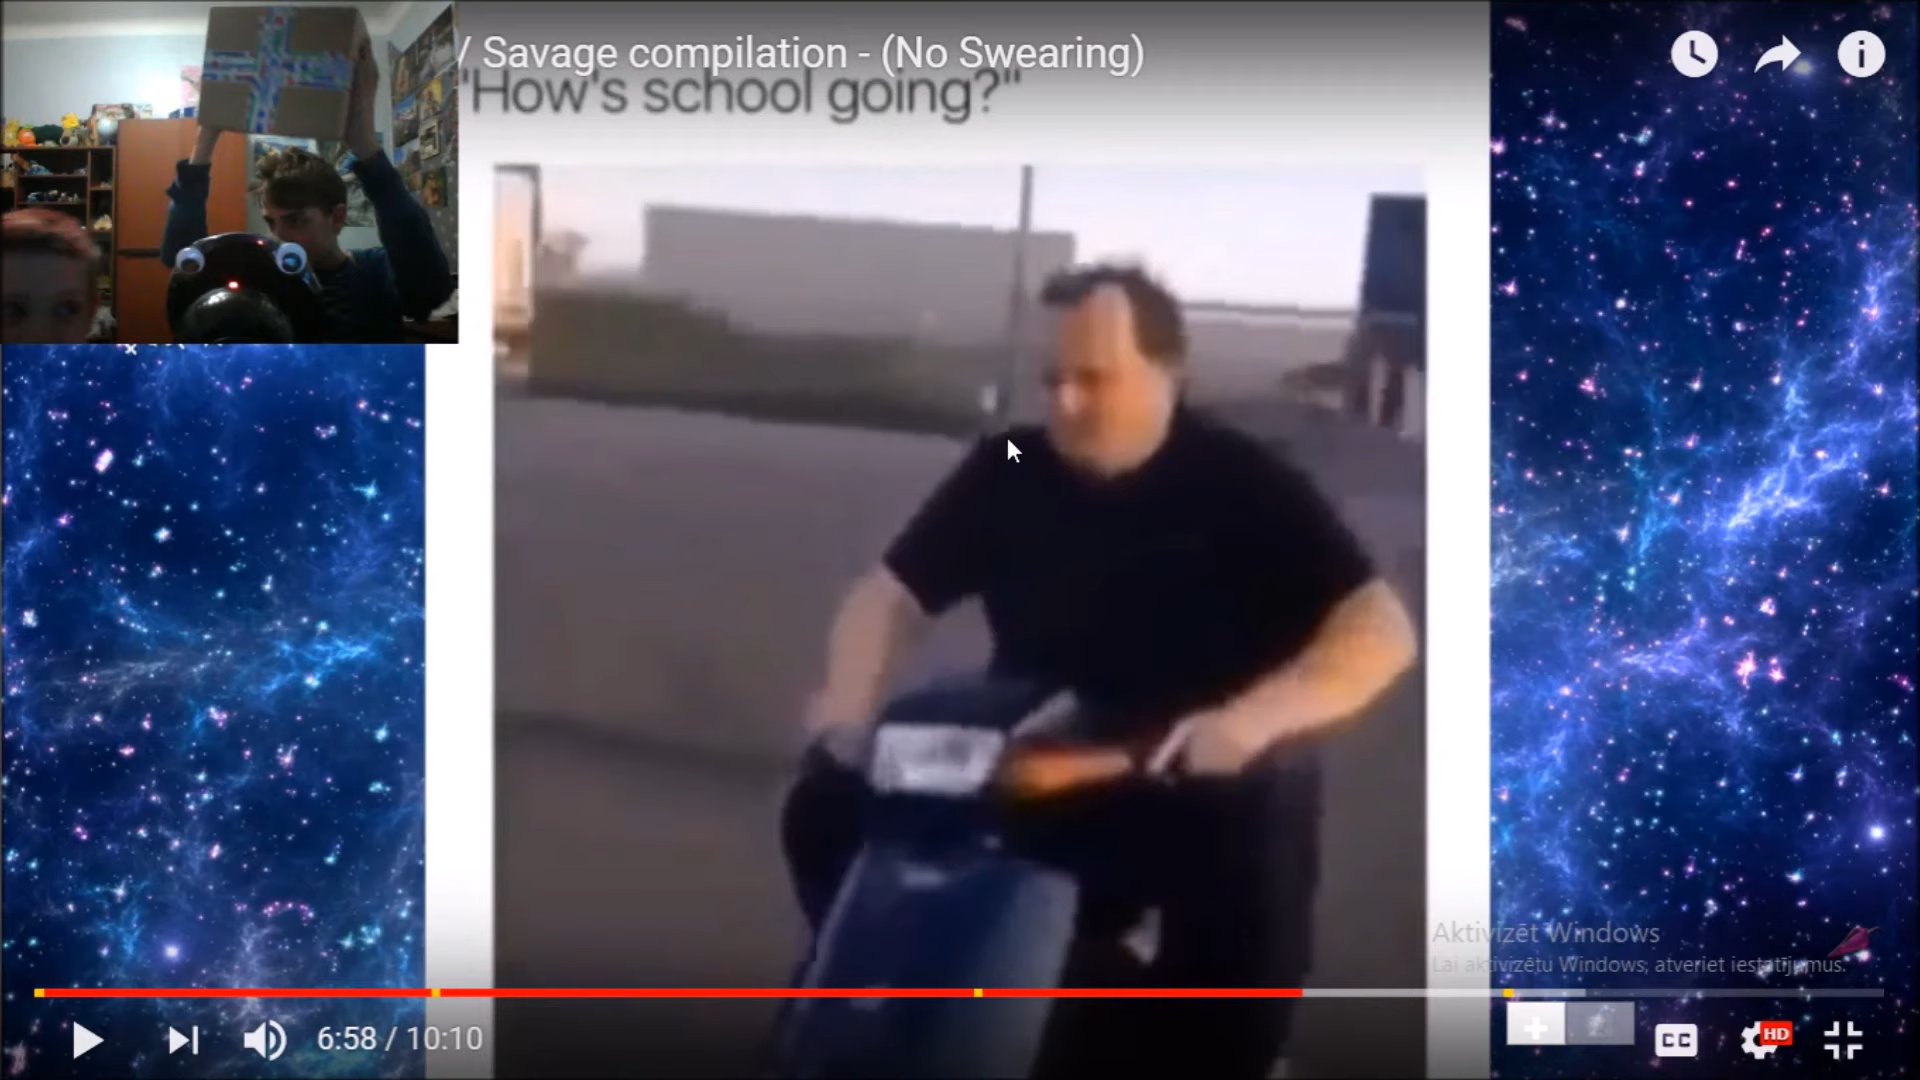 / Savage compilation - (No Swearing)
"How's school going?"
Aktivizēt Windows
Lai aktivizētu Windows, atveriet iestatījumus.
6:58 / 10:10
CC
HD